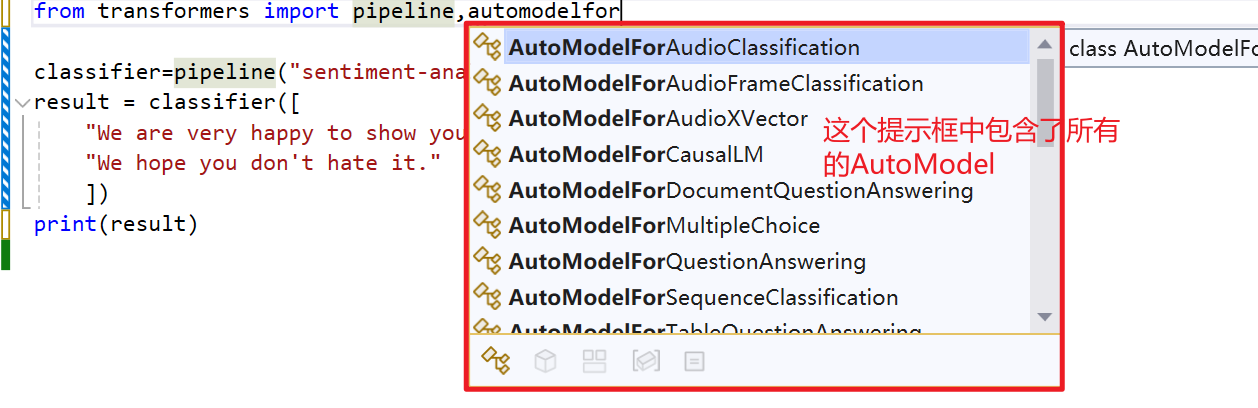 from transformers import pipeline,automodelfor
AutoModelForAudioClassification
class AutoModelFo
AutoModelForAudioFrameClassification
AutoModelForAudioXVector
AutoModelForCausalLM
AutoModelForDocumentQuestionAnswering
AutoModelForMultipleChoice
AutoModelForQuestionAnswering
AutoModelForSequenceClassification
AutoModelForTableQuestionAnswering
这个提示框中包含了所有
的AutoModel
classifier=pipeline("sentiment-ana
result = classifier([
"We are very happy to show you
"We hope you don't hate it."
])
print(result)